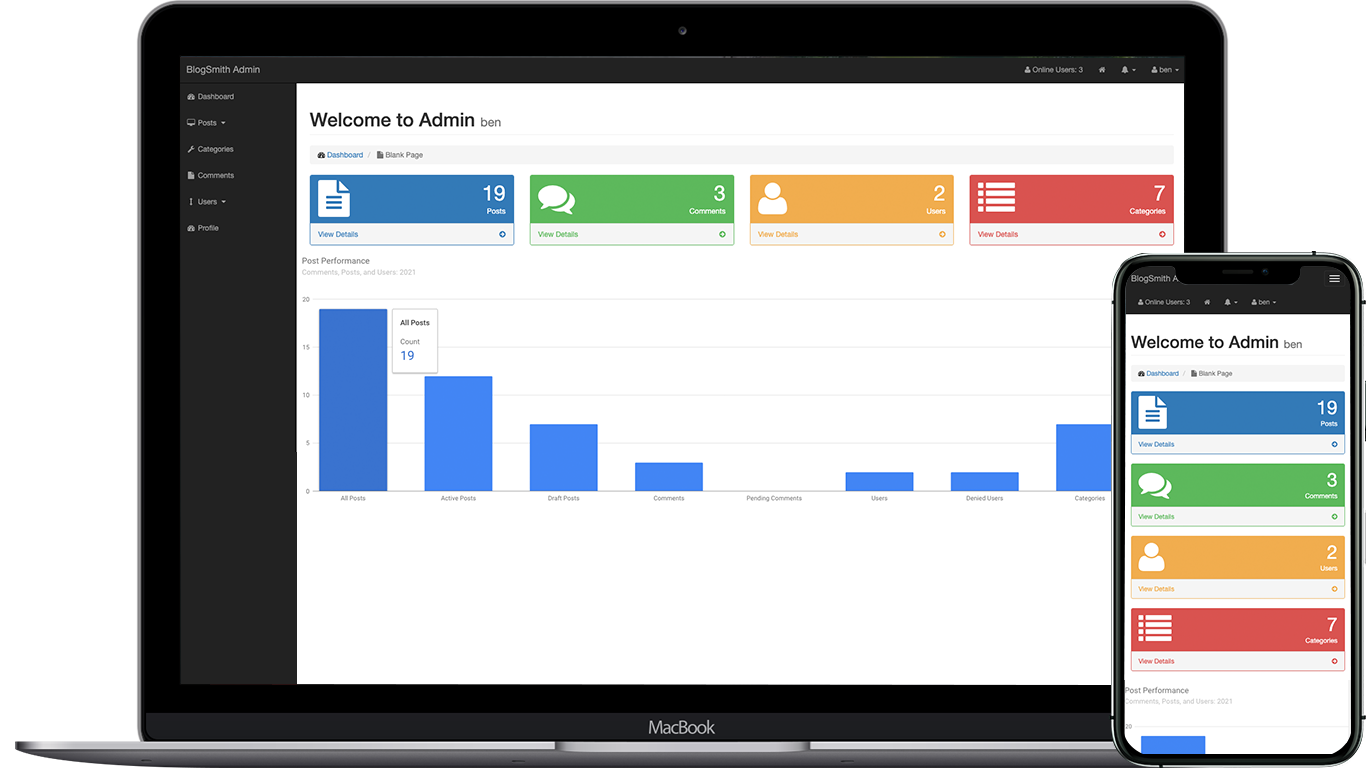 BlogSmith Admin
Online Users: 3
ben
Dashboard
Posts
Categories
Comments
Users
Profile
Welcome to Admin ben
Dashboard / Blank Page
19
Posts
View Details
3
Comments
View Details
2
Users
View Details
7
Categories
View Details
Post Performance
Comments, Posts, and Users: 2021
20
15
10
5
0
All Posts
Count
19
All Posts
Active Posts
Draft Posts
Comments
Pending Comments
Users
Denied Users
Categories
MacBook
BlogSmith A
Online Users: 3
ben
Welcome to Admin ben
Dashboard / Blank Page
19
Posts
View Details
3
Comments
View Details
2
Users
View Details
7
Categories
View Details
Post Performance
Comments, Posts, and Users: 2021
20